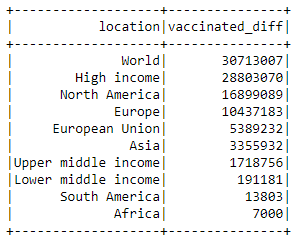 +-------------------+---------------+
|           location|vaccinated_diff|
+-------------------+---------------+
|              World|       30713007|
|        High income|       28803070|
|      North America|       16899089|
|             Europe|       10437183|
|     European Union|        5389232|
|               Asia|        3355932|
|Upper middle income|        1718756|
|Lower middle income|         191181|
|      South America|          13803|
|             Africa|           7000|
+-------------------+---------------+